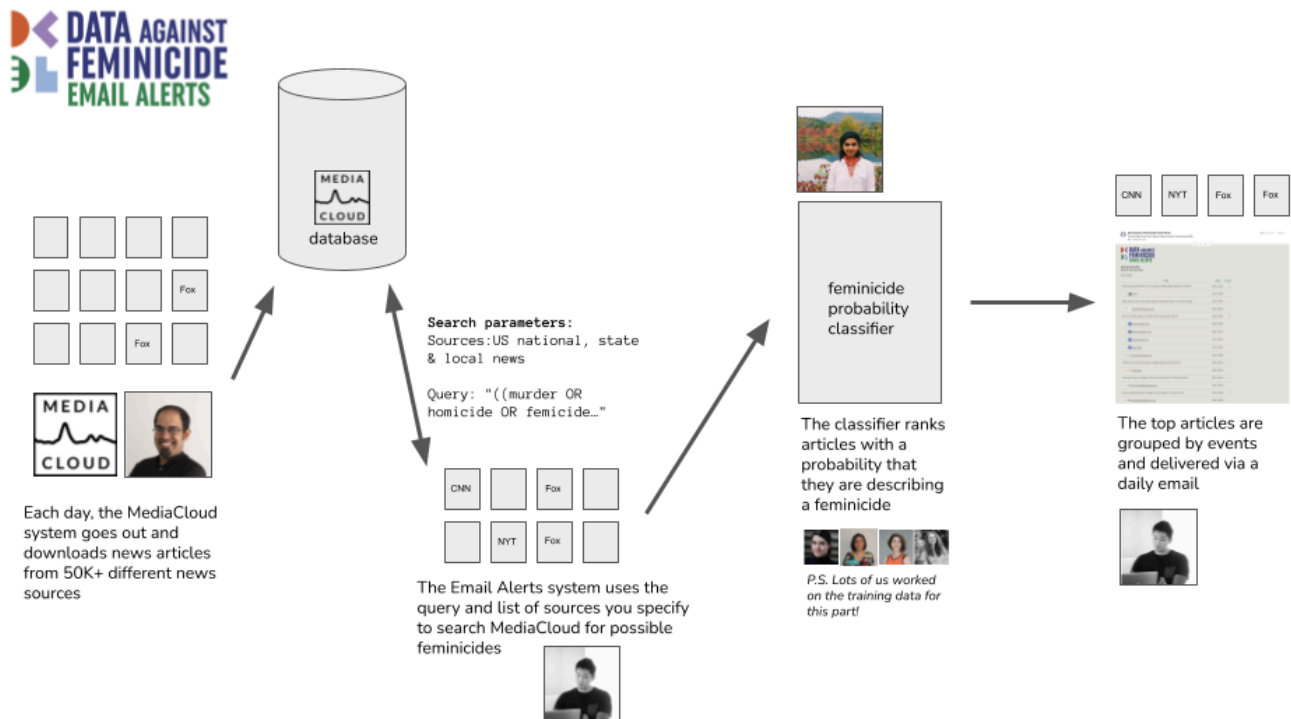 DATA AGAINST
FEMINICIDE
EMAIL ALERTS
MEDIA
CLOUD
database
Fox
Fox
MEDIA
CLOUD
Each day, the MediaCloud
system goes out and
downloads news articles
from 50K+ different news
sources
Search parameters:
Sources:US national, state
& local news
Query: "((murder OR
homicide OR femicide…"
CNN
Fox
NYT
Fox
The Email Alerts system uses the
query and list of sources you specify
to search MediaCloud for possible
feminicides
feminicide
probability
classifier
The classifier ranks
articles with a
probability that
they are describing
a feminicide
P.S. Lots of us worked
on the training data for
this part!
CNN
NYT
Fox
Fox
DATA AGAINST
FEMINICIDE
EMAIL ALERTS
The top articles are
grouped by events
and delivered via a
daily email